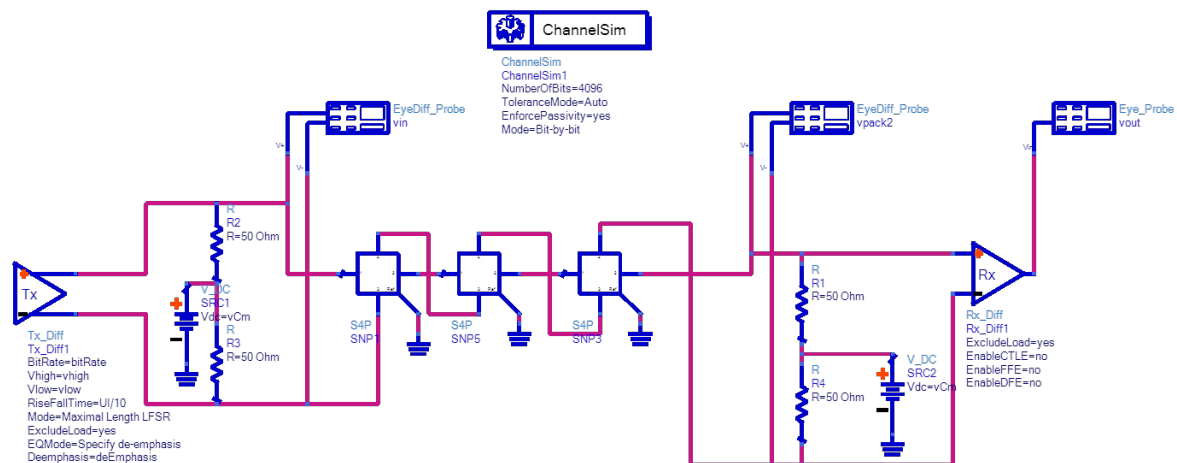 ChannelSim
ChannelSim
ChannelSim1
NumberOfBits=4096
ToleranceMode=Auto
EnforcePassivity=yes
Mode=Bit-by-bit
EyeDiff_Probe
vin
EyeDiff_Probe
vpack2
Eye_Probe
vout
V+
V-
V+
V-
Vin
R
R2
R=50 Ohm
V_DC
SRC1
Vdc=vCm
R
R3
R=50 Ohm
Tx
Tx_Diff
Tx_Diff1
BitRate=bitRate
Vhigh=vhigh
Vlow=vlow
RiseFallTime=UI/10
Mode=Maximal Length LFSR
ExcludeLoad=yes
EQMode=Specify de-emphasis
Deemphasis=deEmphasis
S4P
SNP1
S4P
SNP5
S4P
SNP3
R
R1
R=50 Ohm
R
R4
R=50 Ohm
V_DC
SRC2
Vdc=vCm
Rx
Rx_Diff
Rx_Diff1
ExcludeLoad=yes
EnableCTLE=no
EnableFFE=no
EnableDFE=no